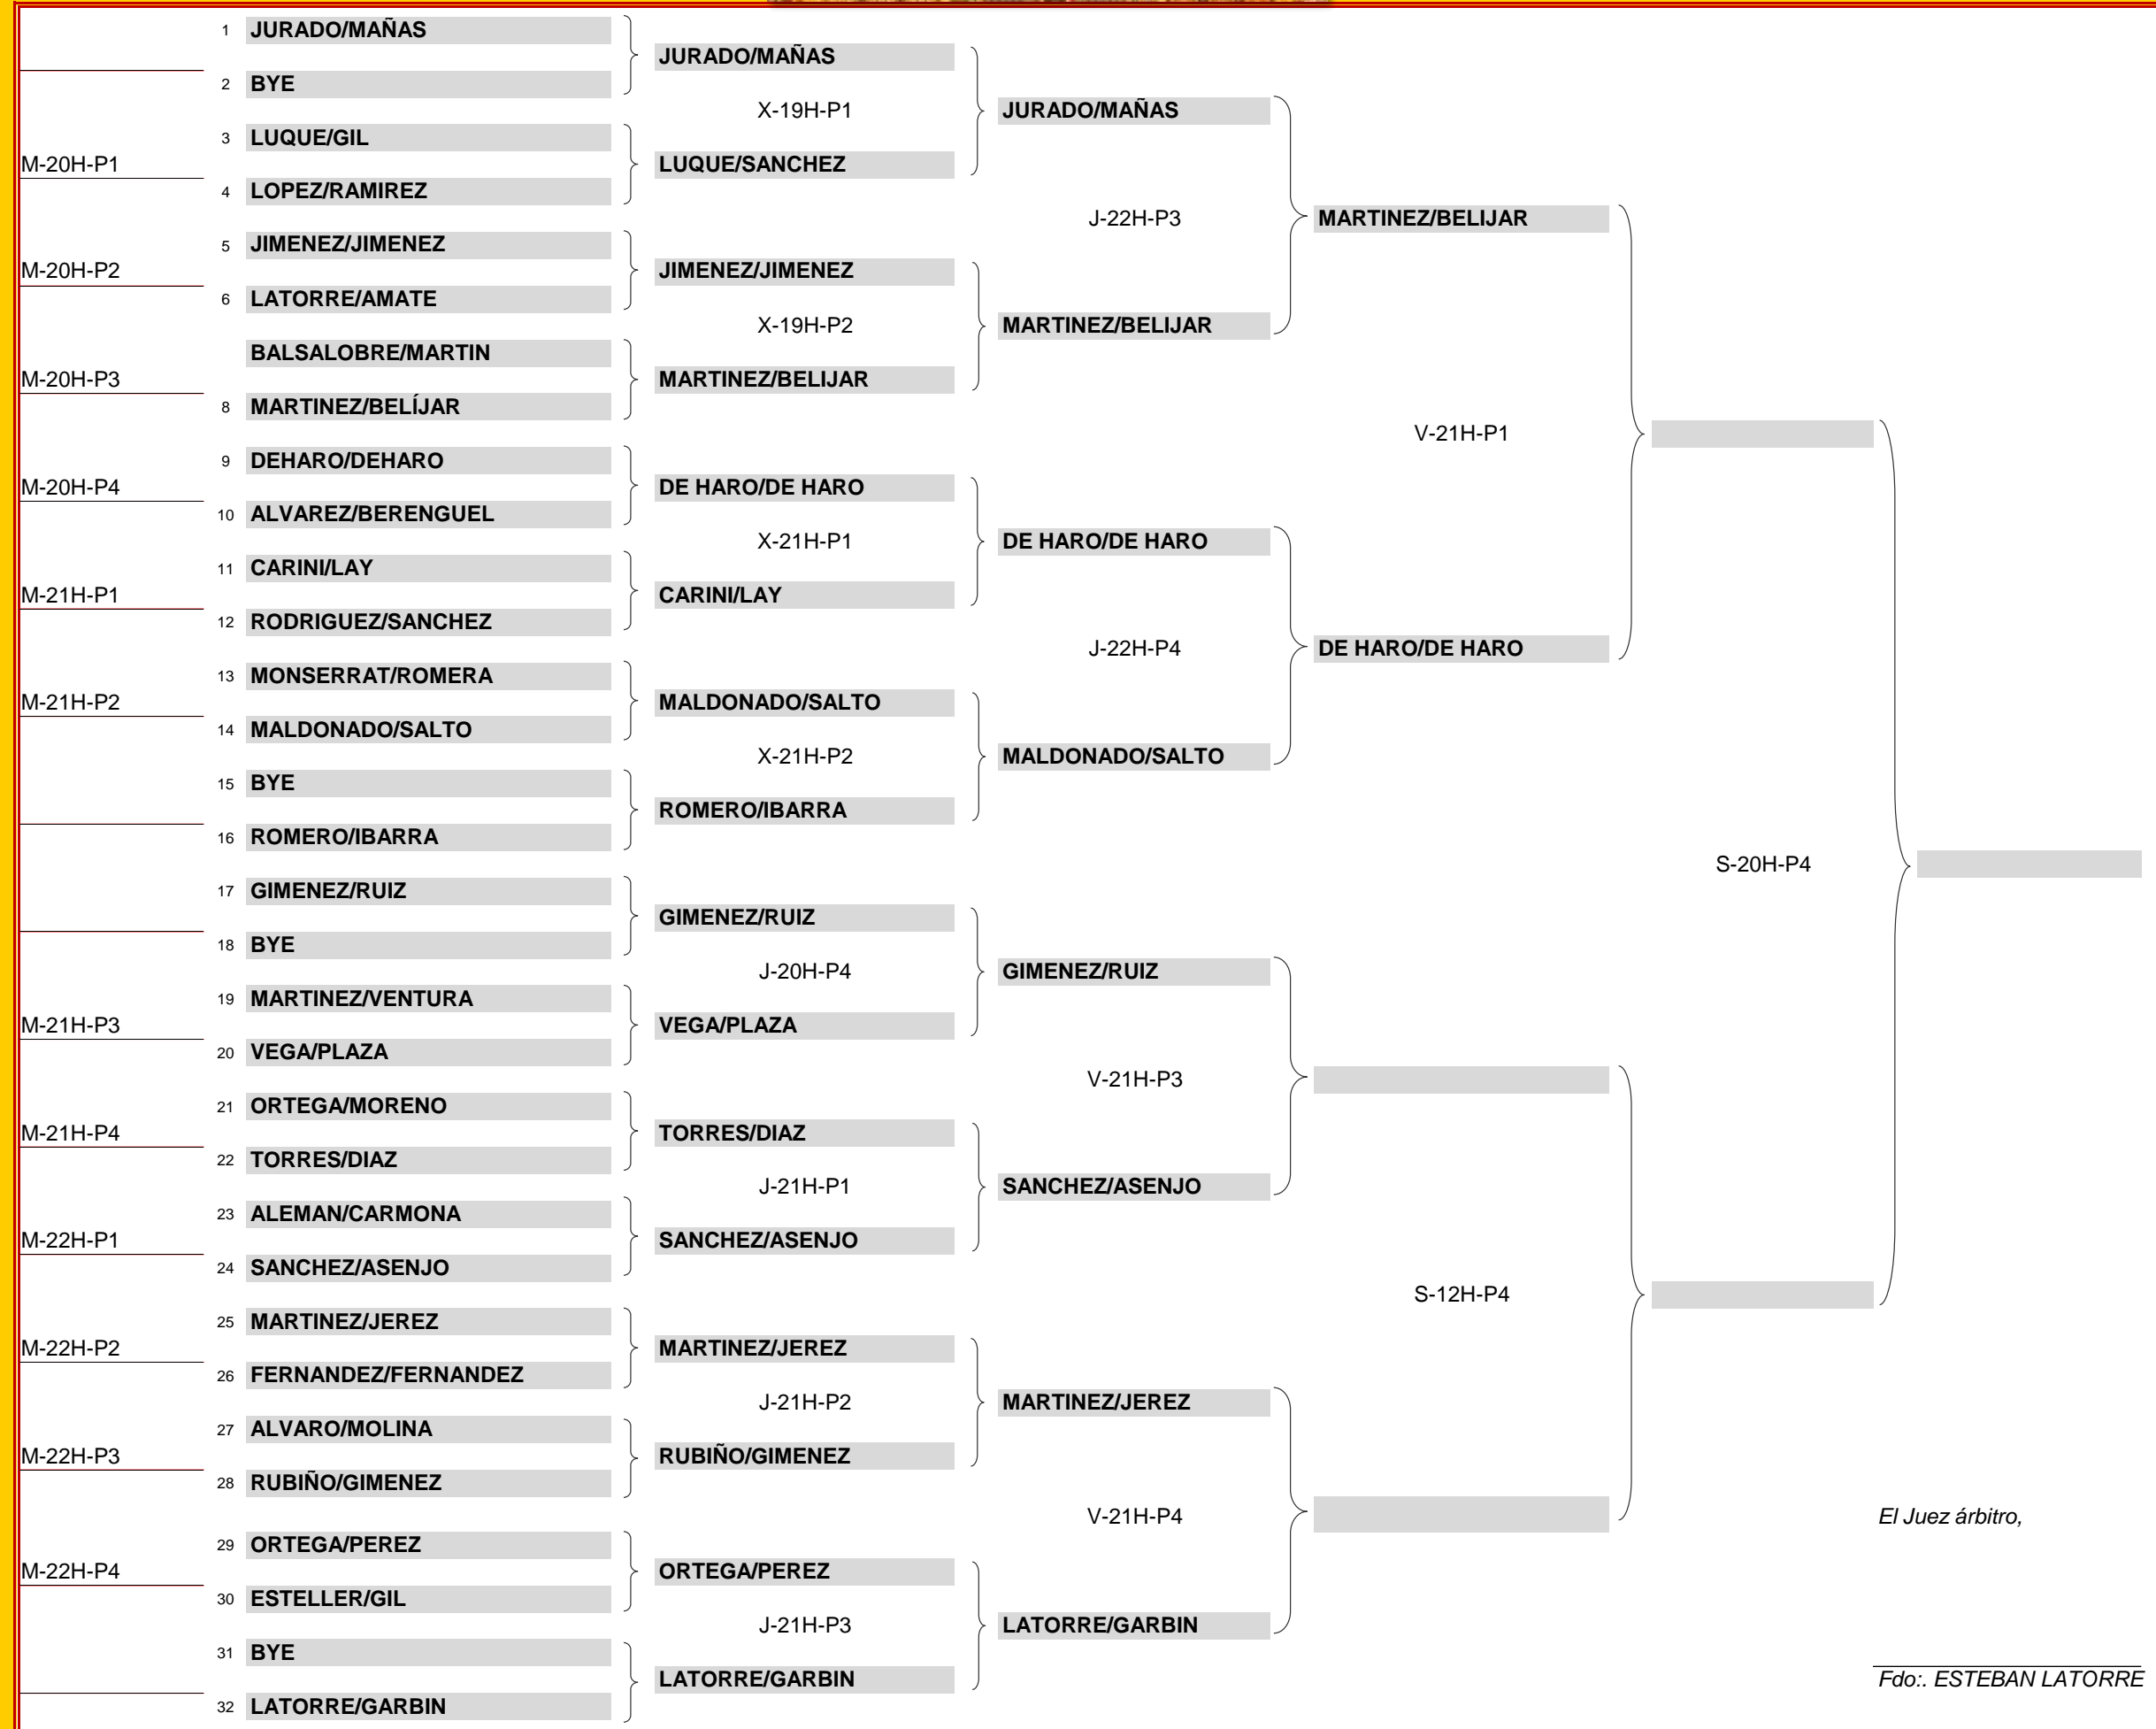 1 JURADO/MAÑAS
2 BYE
M-20H-P1
3 LUQUE/GIL
4 LOPEZ/RAMIREZ
M-20H-P2
5 JIMENEZ/JIMENEZ
6 LATORRE/AMATE
M-20H-P3
BALSALOBRE/MARTIN
8 MARTINEZ/BELÍJAR
M-20H-P4
9 DEHARO/DEHARO
10 ALVAREZ/BERENGUEL
M-21H-P1
11 CARINI/LAY
12 RODRIGUEZ/SANCHEZ
M-21H-P2
13 MONSERRAT/ROMERA
14 MALDONADO/SALTO
15 BYE
16 ROMERO/IBARRA
17 GIMENEZ/RUIZ
18 BYE
M-21H-P3
19 MARTINEZ/VENTURA
20 VEGA/PLAZA
M-21H-P4
21 ORTEGA/MORENO
22 TORRES/DIAZ
M-22H-P1
23 ALEMAN/CARMONA
24 SANCHEZ/ASENJO
M-22H-P2
25 MARTINEZ/JEREZ
26 FERNANDEZ/FERNANDEZ
M-22H-P3
27 ALVARO/MOLINA
28 RUBIÑO/GIMENEZ
M-22H-P4
29 ORTEGA/PEREZ
30 ESTELLER/GIL
31 BYE
32 LATORRE/GARBIN
JURADO/MAÑAS
X-19H-P1
LUQUE/SANCHEZ
JIMENEZ/JIMENEZ
X-19H-P2
MARTINEZ/BELIJAR
DE HARO/DE HARO
X-21H-P1
CARINI/LAY
MALDONADO/SALTO
X-21H-P2
ROMERO/IBARRA
GIMENEZ/RUIZ
J-20H-P4
VEGA/PLAZA
TORRES/DIAZ
J-21H-P1
SANCHEZ/ASENJO
MARTINEZ/JEREZ
J-21H-P2
RUBIÑO/GIMENEZ
ORTEGA/PEREZ
J-21H-P3
LATORRE/GARBIN
JURADO/MAÑAS
J-22H-P3
MARTINEZ/BELIJAR
DE HARO/DE HARO
J-22H-P4
MALDONADO/SALTO
GIMENEZ/RUIZ
V-21H-P3
SANCHEZ/ASENJO
MARTINEZ/JEREZ
V-21H-P4
LATORRE/GARBIN
MARTINEZ/BELIJAR
V-21H-P1
DE HARO/DE HARO
S-12H-P4
S-20H-P4
El Juez árbitro,
Fdo:. ESTEBAN LATORRE